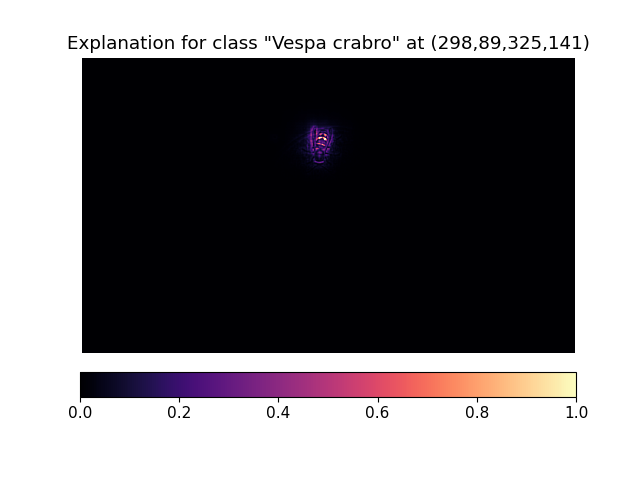 Explanation for class "Vespa crabro" at (298,89,325,141)
0.0 0.2 0.4 0.6 0.8 1.0